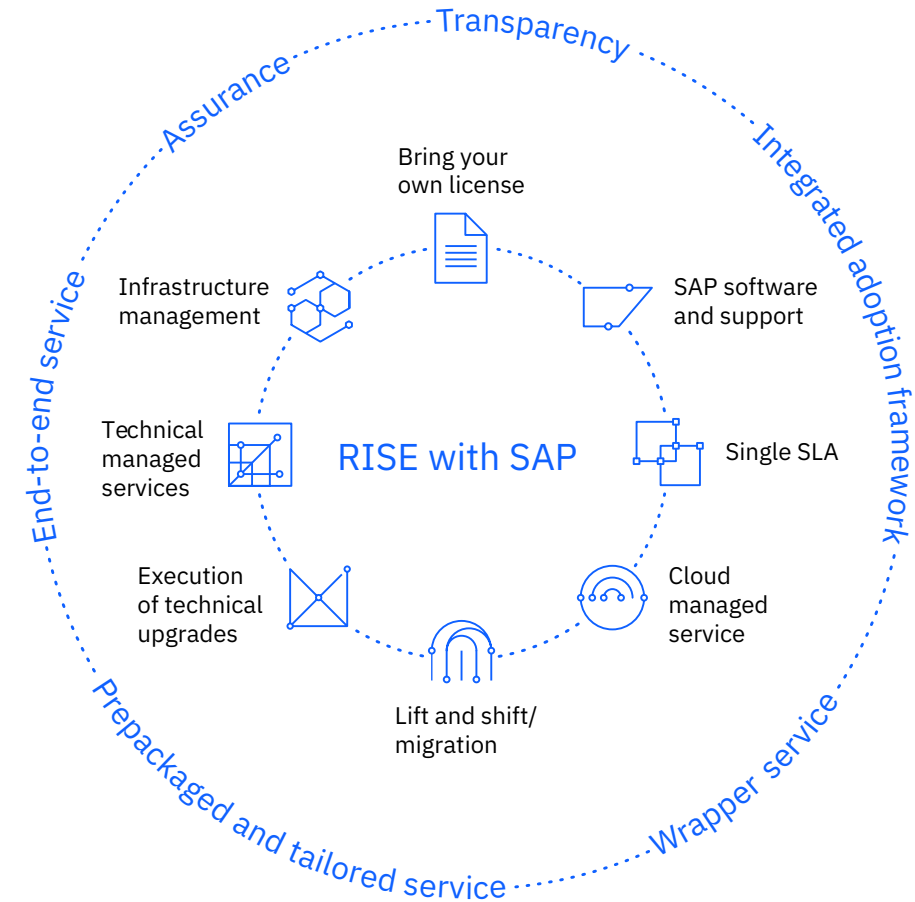 Transparency
Integrated adoption framework
Wrapper service
Prepackaged and tailored service
End-to-end service
Assurance
Bring your
own license
SAP software
and support
Single SLA
Cloud
managed
service
Lift and shift/
migration
Execution
of technical
upgrades
Technical
managed
services
Infrastructure
management
RISE with SAP